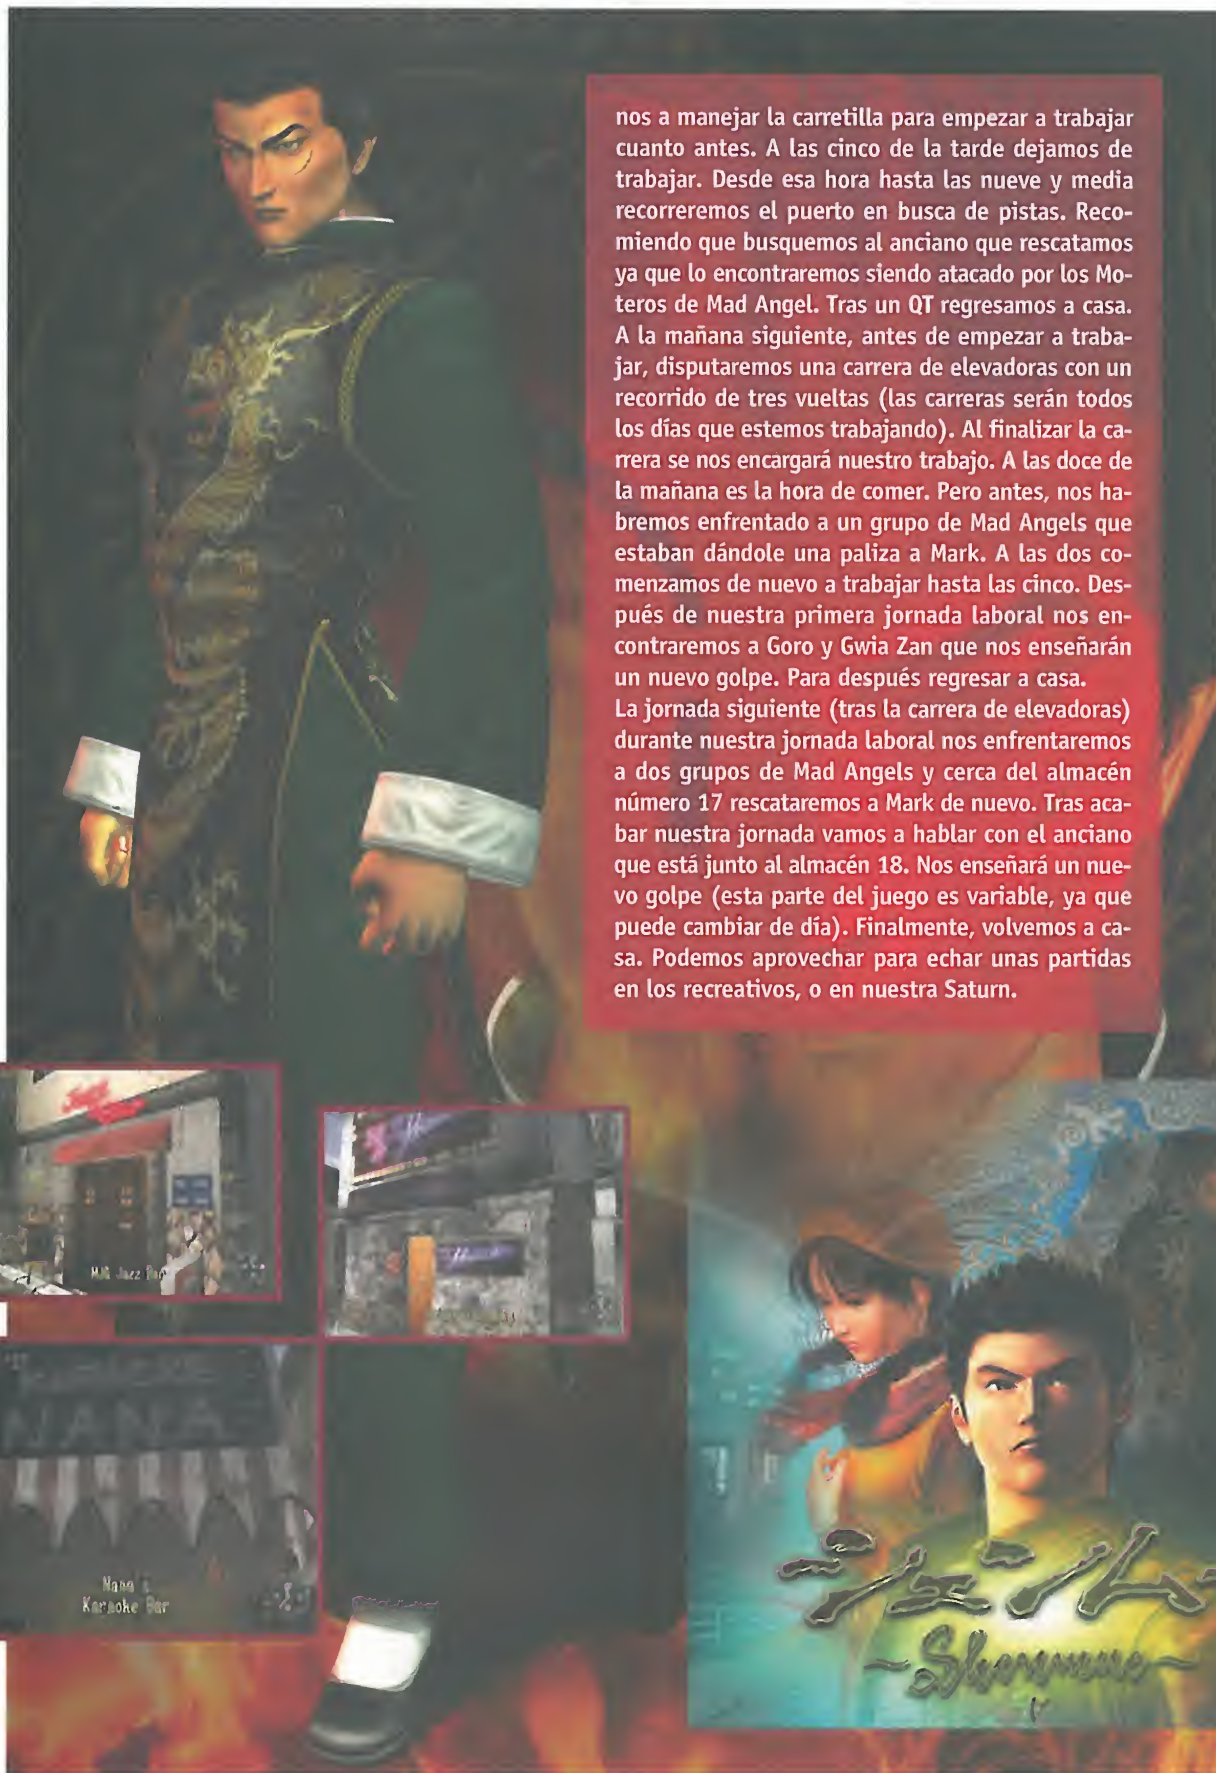 nos a manejar la carretilla para empezar a trabajar
cuanto antes. A las cinco de la tarde dejamos de
trabajar. Desde esa hora hasta las nueve y media
recorreremos el puerto en busca de pistas. Reco-
miendo que busquemos al anciano que rescatamos
ya que lo encontraremos siendo atacado por los Mo-
teros de Mad Angel. Tras un QT regresamos a casa.
A la mañana siguiente, antes de empezar a traba-
jar, disputaremos una carrera de elevadoras con un
recorrido de tres vueltas (las carreras serán todos
los días que estemos trabajando). Al finalizar la ca-
rrera se nos encargará nuestro trabajo. A las doce de
la mañana es la hora de comer. Pero antes, nos ha-
bremos enfrentado a un grupo de Mad Angels que
estaban dándole una paliza a Mark. A las dos co-
menzamos de nuevo a trabajar hasta las cinco. Des-
pués de nuestra primera jornada laboral nos en-
contraremos a Goro y Gwia Zan que nos enseñarán
un nuevo golpe. Para después regresar a casa.
La jornada siguiente (tras la carrera de elevadoras)
durante nuestra jornada laboral nos enfrentaremos
a dos grupos de Mad Angels y cerca del almacén
número 17 rescataremos a Mark de nuevo. Tras aca-
bar nuestra jornada vamos a hablar con el anciano
que está junto al almacén 18. Nos enseñará un nue-
vo golpe (esta parte del juego es variable, ya que
puede cambiar de día). Finalmente, volvemos a ca-
sa. Podemos aprovechar para echar unas partidas
en los recreativos, o en nuestra Saturn.
MJQ Jazz Bar
NANA
Nana's
Karaoke Bar
シェンムー
~Shenmue~